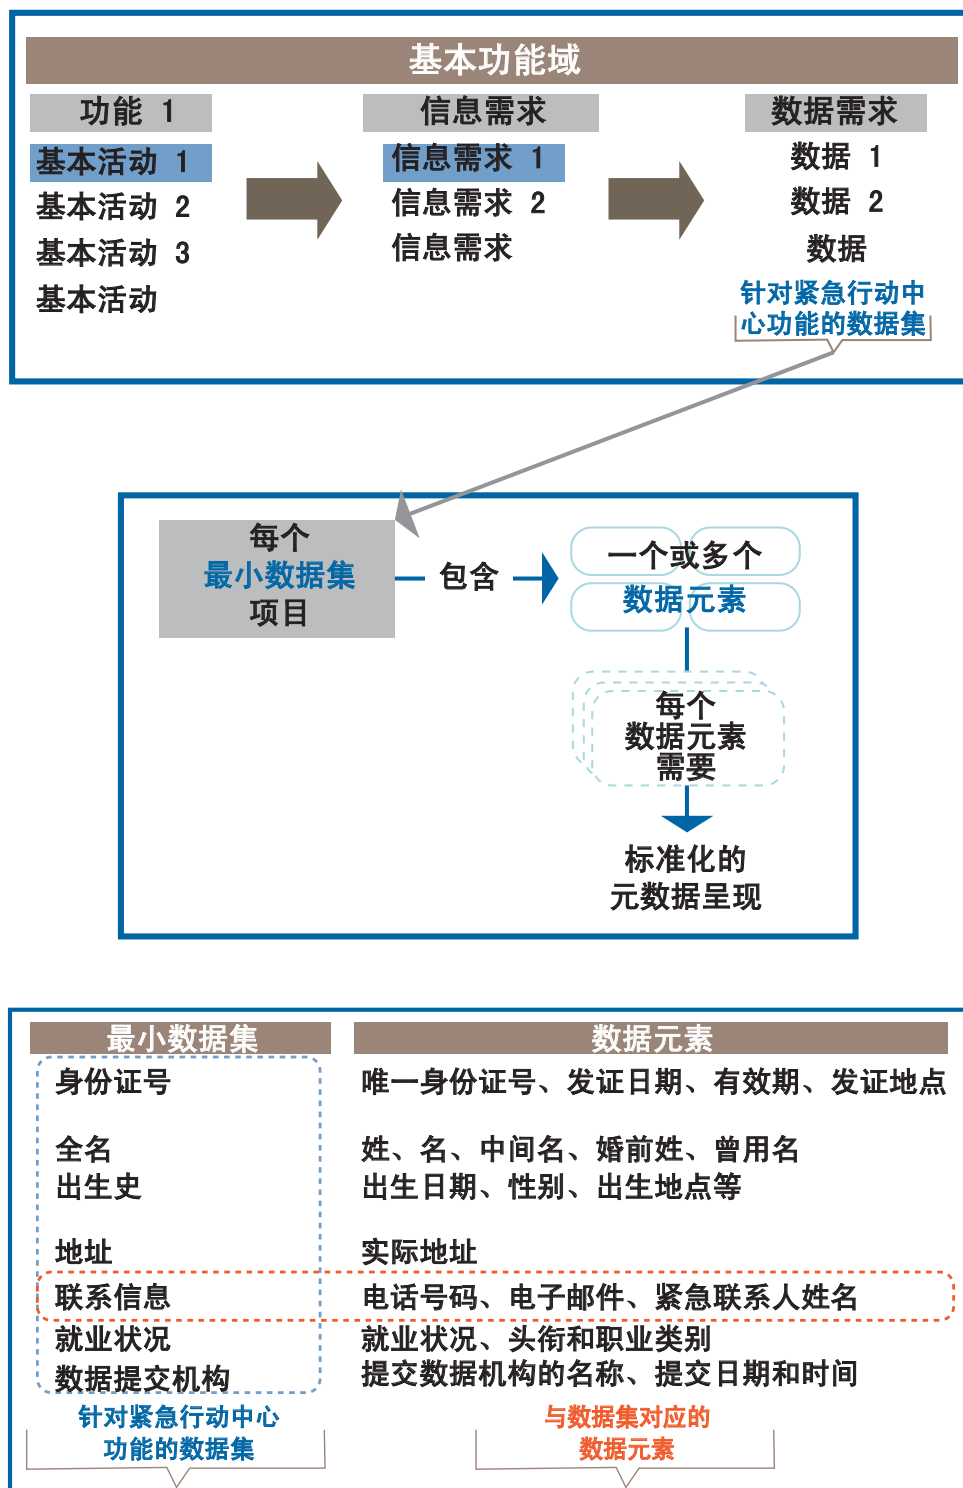 基本功能域
功能 1
信息需求
数据需求
基本活动 1
信息需求 1
数据 1
基本活动 2
信息需求 2
数据 2
基本活动 3
信息需求
数据
基本活动
针对紧急行动中
心功能的数据集
每个
最小数据集
项目
包含
一个或多个
数据元素
每个
数据元素
需要
标准化的
元数据呈现
最小数据集
数据元素
身份证号
唯一身份证号、发证日期、有效期、发证地点
全名
姓、名、中间名、婚前姓、曾用名
出生史
出生日期、性别、出生地点等
地址
实际地址
联系信息
电话号码、电子邮件、紧急联系人姓名
就业状况
就业状况、头衔和职业类别
数据提交机构
提交数据机构的名称、提交日期和时间
针对紧急行动中心
功能的数据集
与数据集对应的
数据元素